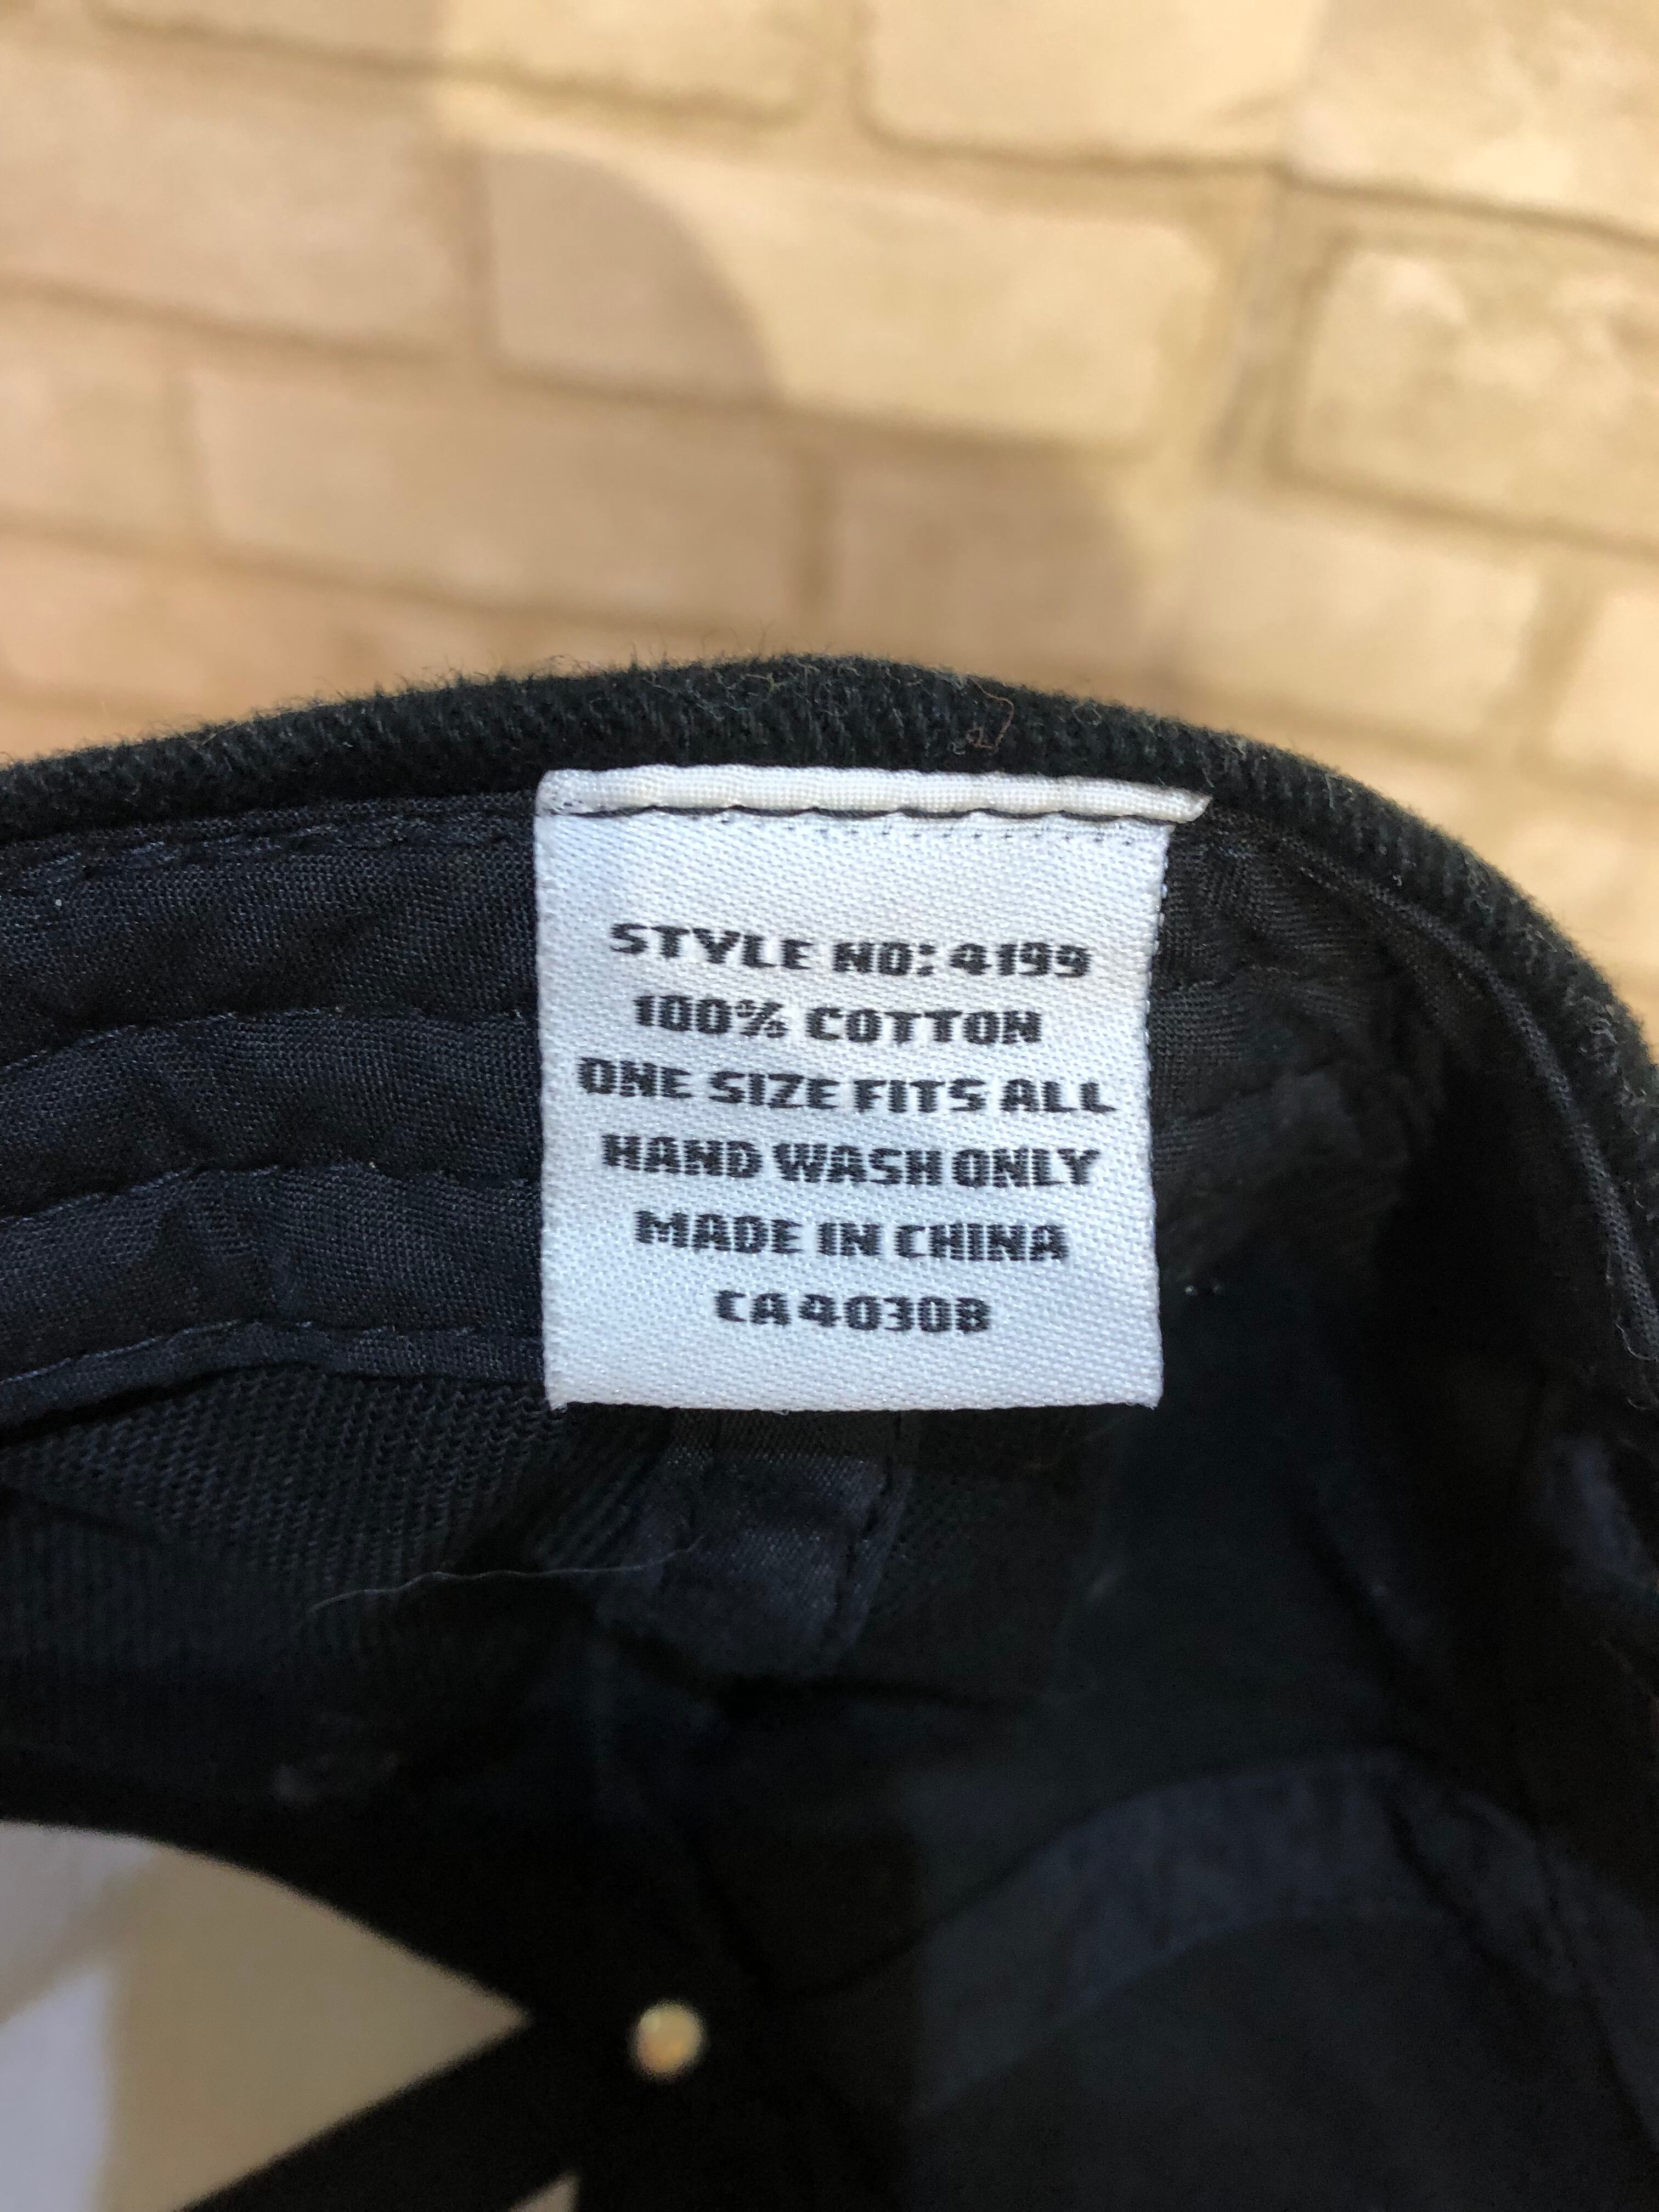 STYLE NO: 4199
100% COTTON
ONE SIZE FITS ALL
HAND WASH ONLY
MADE IN CHINA
CA40308